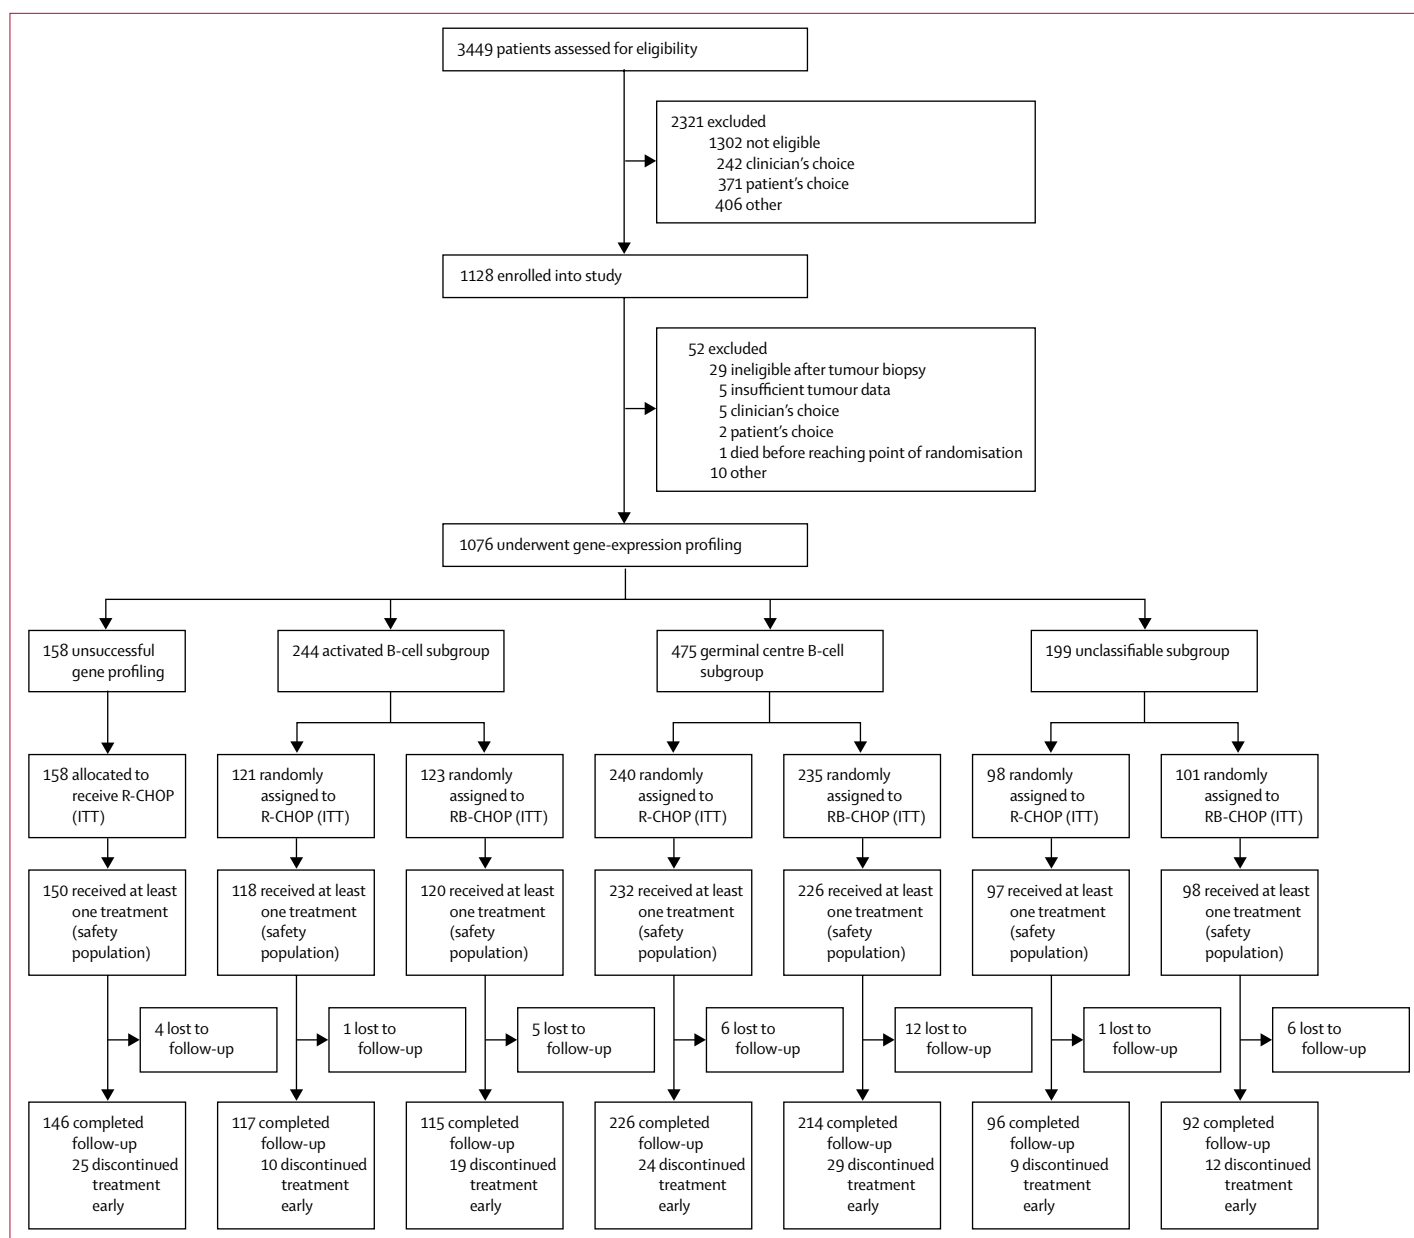 3449 patients assessed for eligibility
2321 excluded
1302 not eligible
242 clinician's choice
371 patient's choice
406 other
1128 enrolled into study
52 excluded
29 ineligible after tumour biopsy
5 insufficient tumour data
5 clinician's choice
2 patient's choice
1 died before reaching point of randomisation
10 other
1076 underwent gene-expression profiling
158 unsuccessful
gene profiling
244 activated B-cell subgroup
475 germinal centre B-cell
subgroup
199 unclassifiable subgroup
158 allocated to
receive R-CHOP
(ITT)
121 randomly
assigned to
R-CHOP (ITT)
123 randomly
assigned to
RB-CHOP (ITT)
240 randomly
assigned to
R-CHOP (ITT)
235 randomly
assigned to
RB-CHOP (ITT)
98 randomly
assigned to
R-CHOP (ITT)
101 randomly
assigned to
RB-CHOP (ITT)
150 received at least
one treatment
(safety
population)
118 received at least
one treatment
(safety
population)
120 received at least
one treatment
(safety
population)
232 received at least
one treatment
(safety
population)
226 received at least
one treatment
(safety
population)
97 received at least
one treatment
(safety
population)
98 received at least
one treatment
(safety
population)
4 lost to
follow-up
1 lost to
follow-up
5 lost to
follow-up
6 lost to
follow-up
12 lost to
follow-up
1 lost to
follow-up
6 lost to
follow-up
146 completed
follow-up
25 discontinued
treatment
early
117 completed
follow-up
10 discontinued
treatment
early
115 completed
follow-up
19 discontinued
treatment
early
226 completed
follow-up
24 discontinued
treatment
early
214 completed
follow-up
29 discontinued
treatment
early
96 completed
follow-up
9 discontinued
treatment
early
92 completed
follow-up
12 discontinued
treatment
early